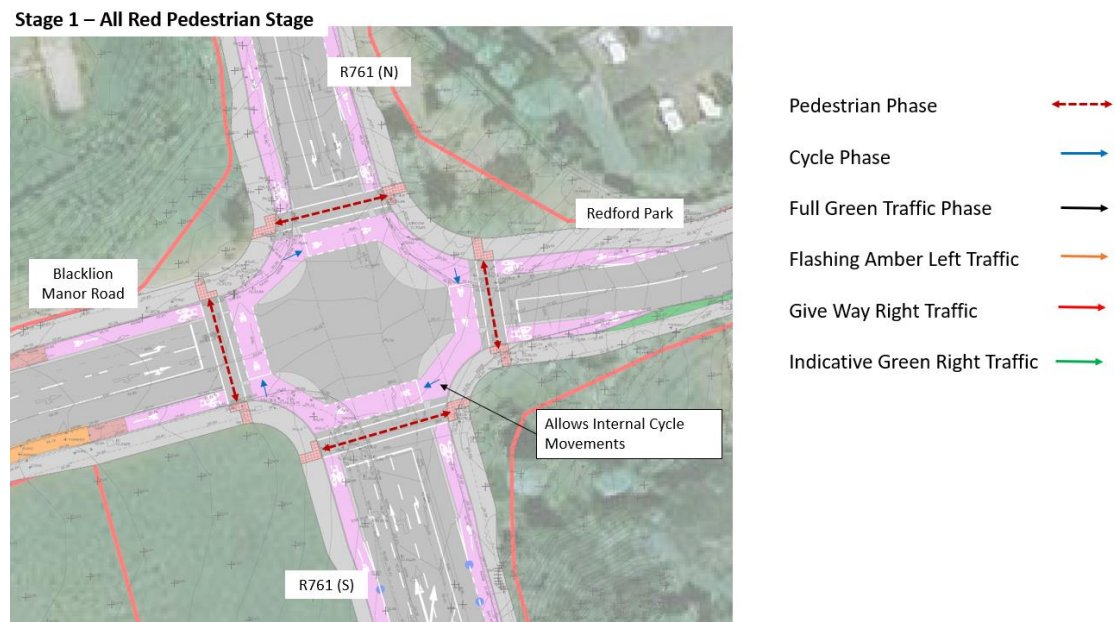 Stage 1 – All Red Pedestrian Stage
R761 (N)
Redford Park
Blacklion
Manor Road
Allows Internal Cycle
Movements
R761 (S)
Pedestrian Phase
Cycle Phase
Full Green Traffic Phase
Flashing Amber Left Traffic
Give Way Right Traffic
Indicative Green Right Traffic